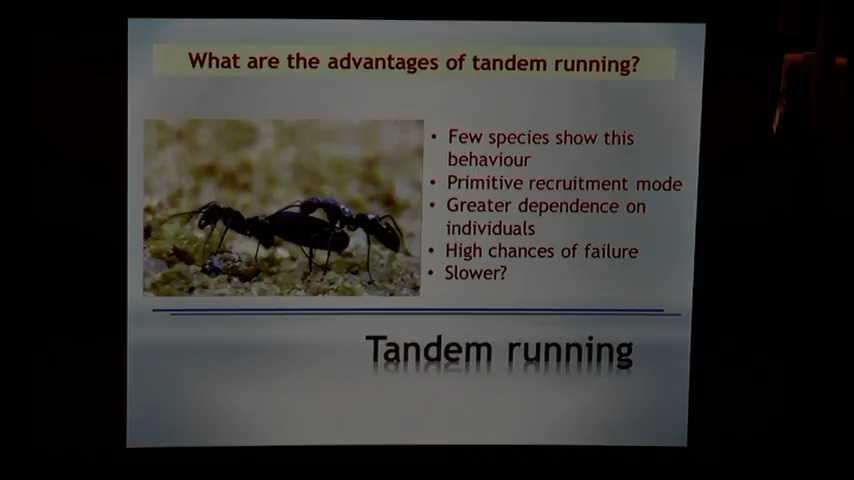 What are the advantages of tandem running?
• Few species show this
behaviour
• Primitive recruitment mode
• Greater dependence on
individuals
• High chances of failure
• Slower?
Tandem running